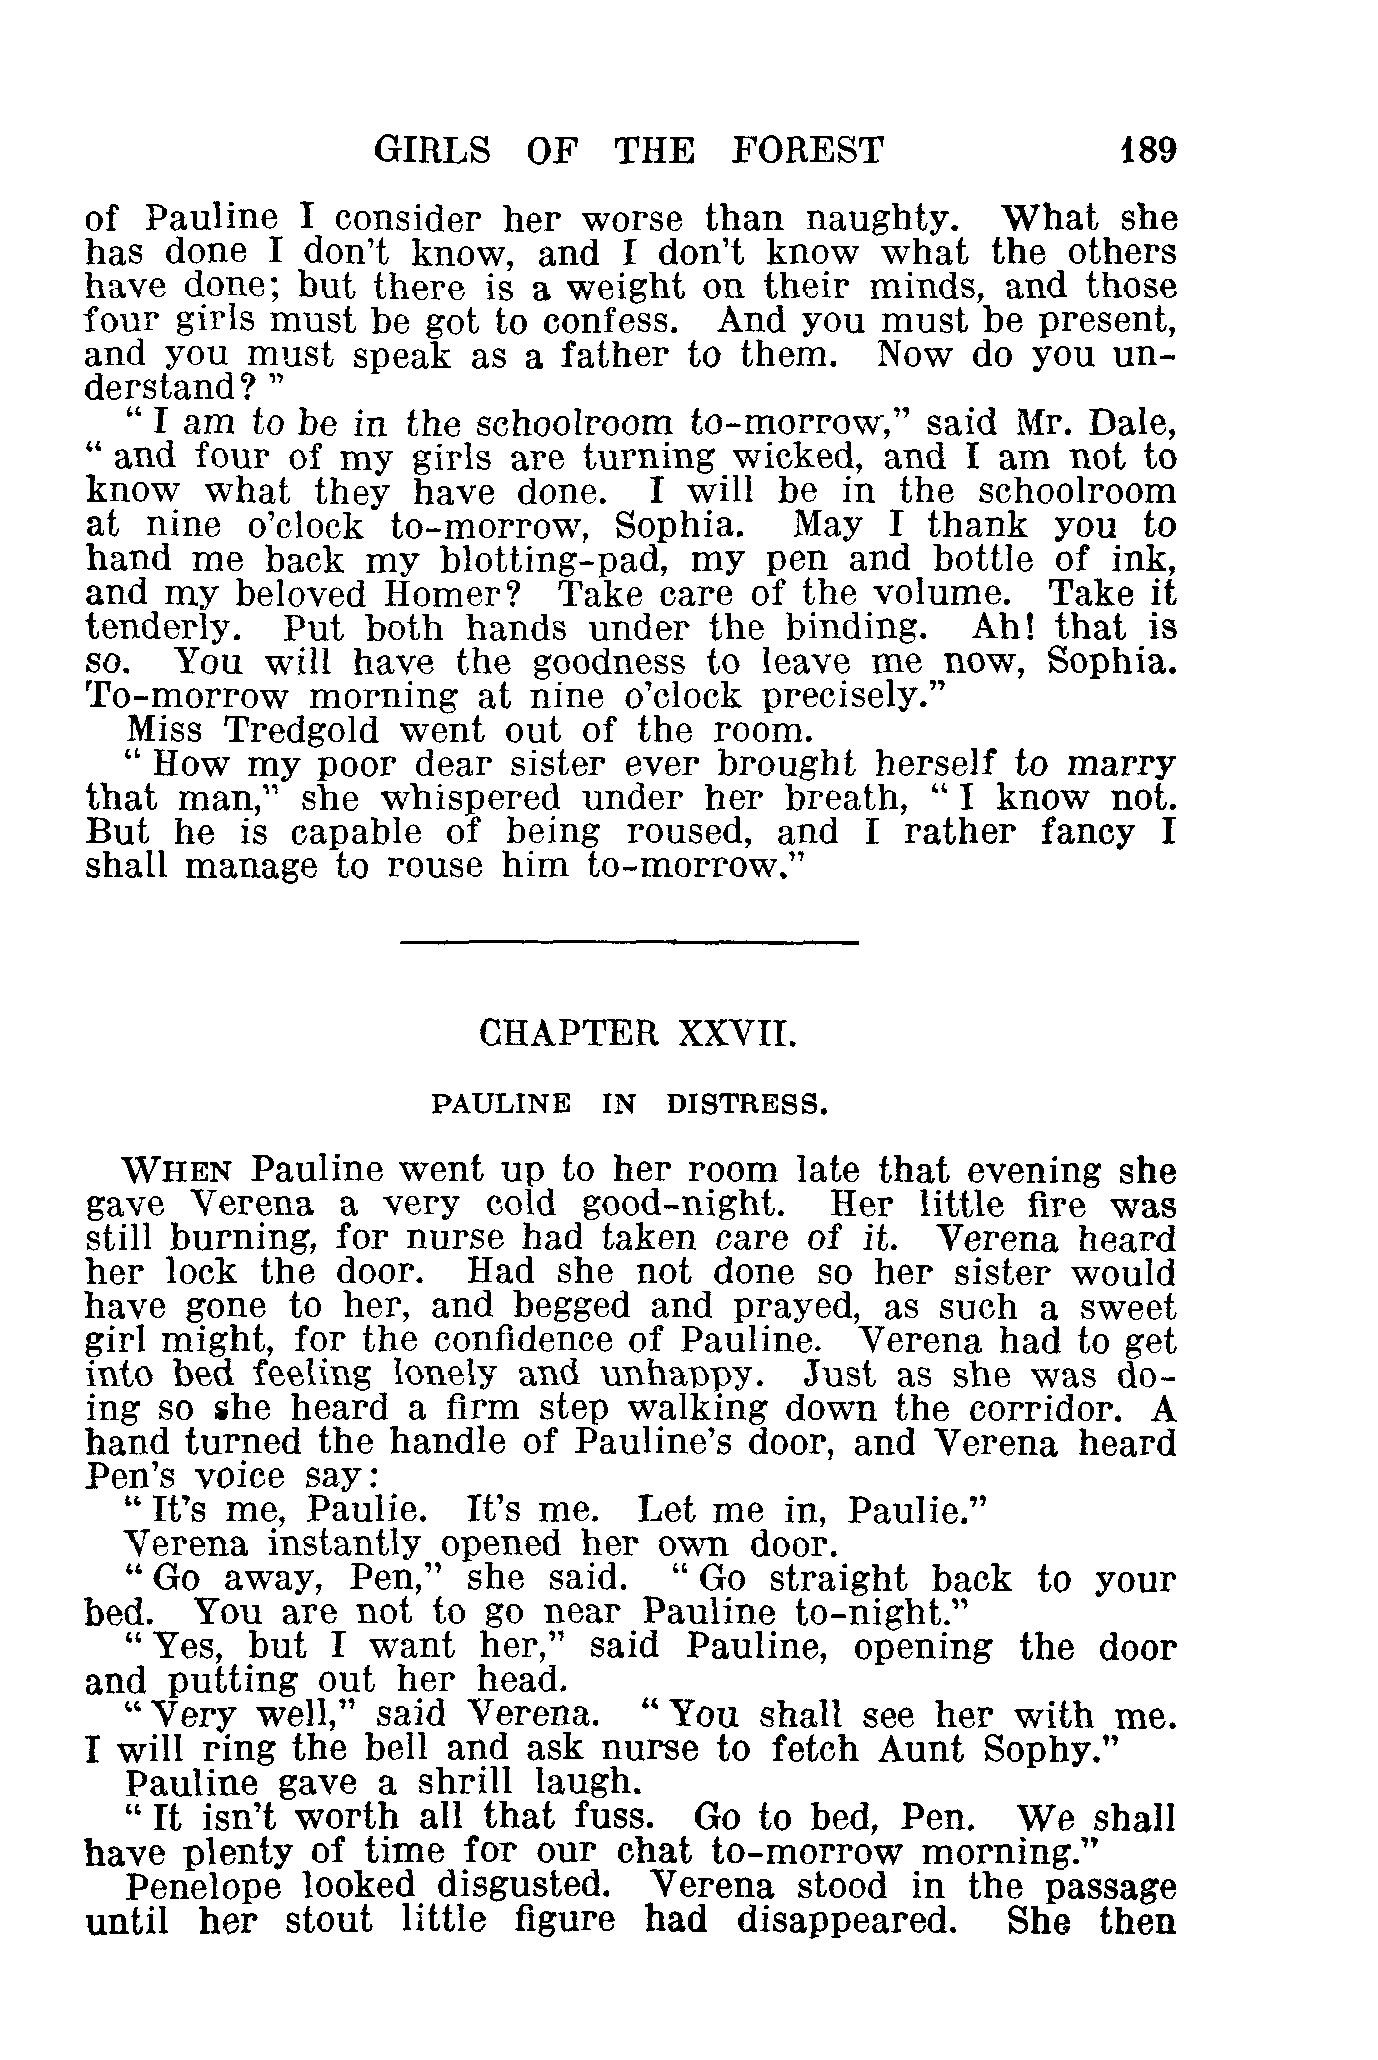 GIRLS OF THE FOREST 189
of Pauline I consider her worse than naughty. What she
has done I don't know, and I don't know what the others
have done; but there is a weight on their minds, and those
four girls must be got to confess. And you must be present,
and you must speak as a father to them. Now do you un-
derstand?"
"I am to be in the schoolroom to-morrow," said Mr. Dale,
"and four of my girls are turning wicked, and I am not to
know what they have done. I will be in the schoolroom
at nine o'clock to-morrow, Sophia. May I thank you to
hand me back my blotting-pad, my pen and bottle of ink,
and my beloved Homer? Take care of the volume. Take it
tenderly. Put both hands under the binding. Ah! that is
so. You will have the goodness to leave me now, Sophia.
To-morrow morning at nine o'clock precisely."
Miss Tredgold went out of the room.
"How my poor dear sister ever brought herself to marry
that man," she whispered under her breath, "I know not.
But he is capable of being roused, and I rather fancy I
shall manage to rouse him to-morrow."
CHAPTER XXVII.
PAULINE IN DISTRESS.
WHEN Pauline went up to her room late that evening she
gave Verena a very cold good-night. Her little fire was
still burning, for nurse had taken care of it. Verena heard
her lock the door. Had she not done so her sister would
have gone to her, and begged and prayed, as such a sweet
girl might, for the confidence of Pauline. Verena had to get
into bed feeling lonely and unhappy. Just as she was do-
ing so she heard a firm step walking down the corridor. A
hand turned the handle of Pauline's door, and Verena heard
Pen's voice say:
"It's me, Paulie. It's me. Let me in, Paulie."
Verena instantly opened her own door.
"Go away, Pen," she said. "Go straight back to your
bed. You are not to go near Pauline to-night."
"Yes, but I want her," said Pauline, opening the door
and putting out her head.
"Very well," said Verena. "You shall see her with me.
I will ring the bell and ask nurse to fetch Aunt Sophy."
Pauline gave a shrill laugh.
"It isn't worth all that fuss. Go to bed, Pen. We shall
have plenty of time for our chat to-morrow morning."
Penelope looked disgusted. Verena stood in the passage
until her stout little figure had disappeared. She then